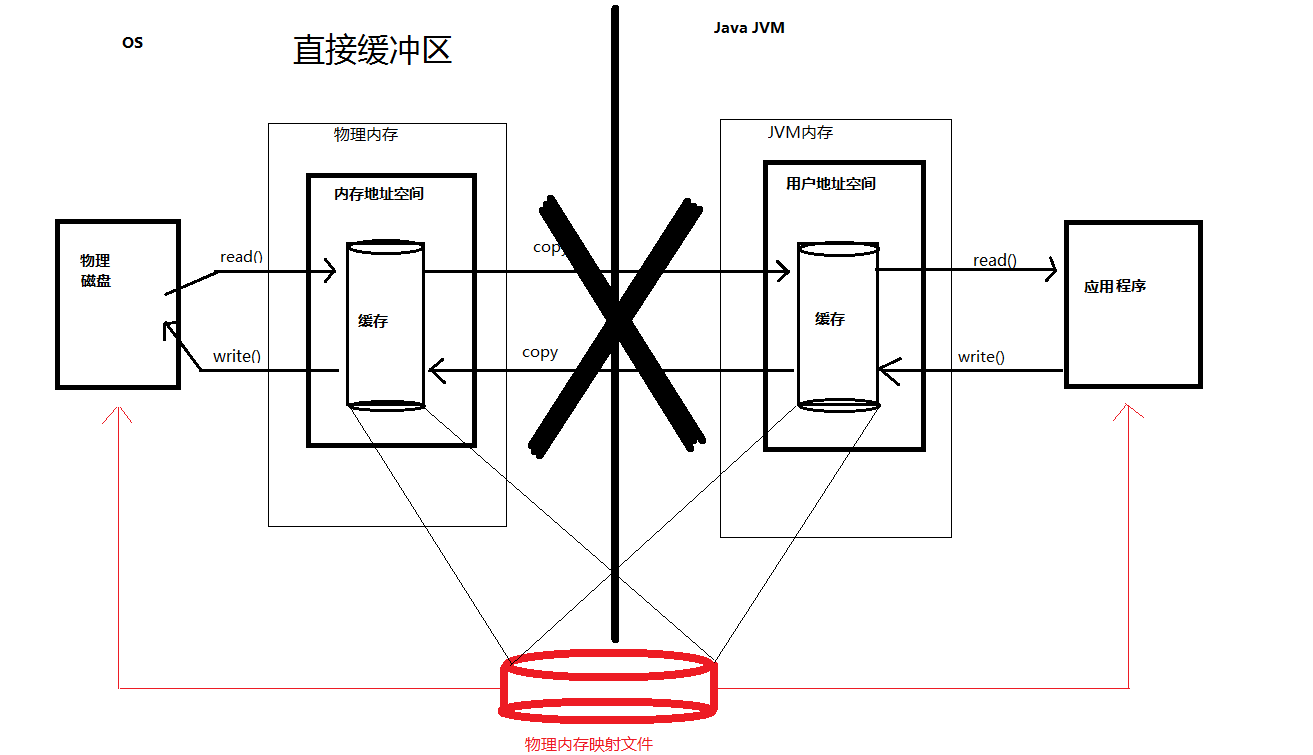 OS
直接缓冲区
Java JVM
物理内存
JVM内存
内存地址空间
用户地址空间
物理
磁盘
read()
copy
read()
缓存
缓存
应用程序
write()
copy
write()
物理内存映射文件